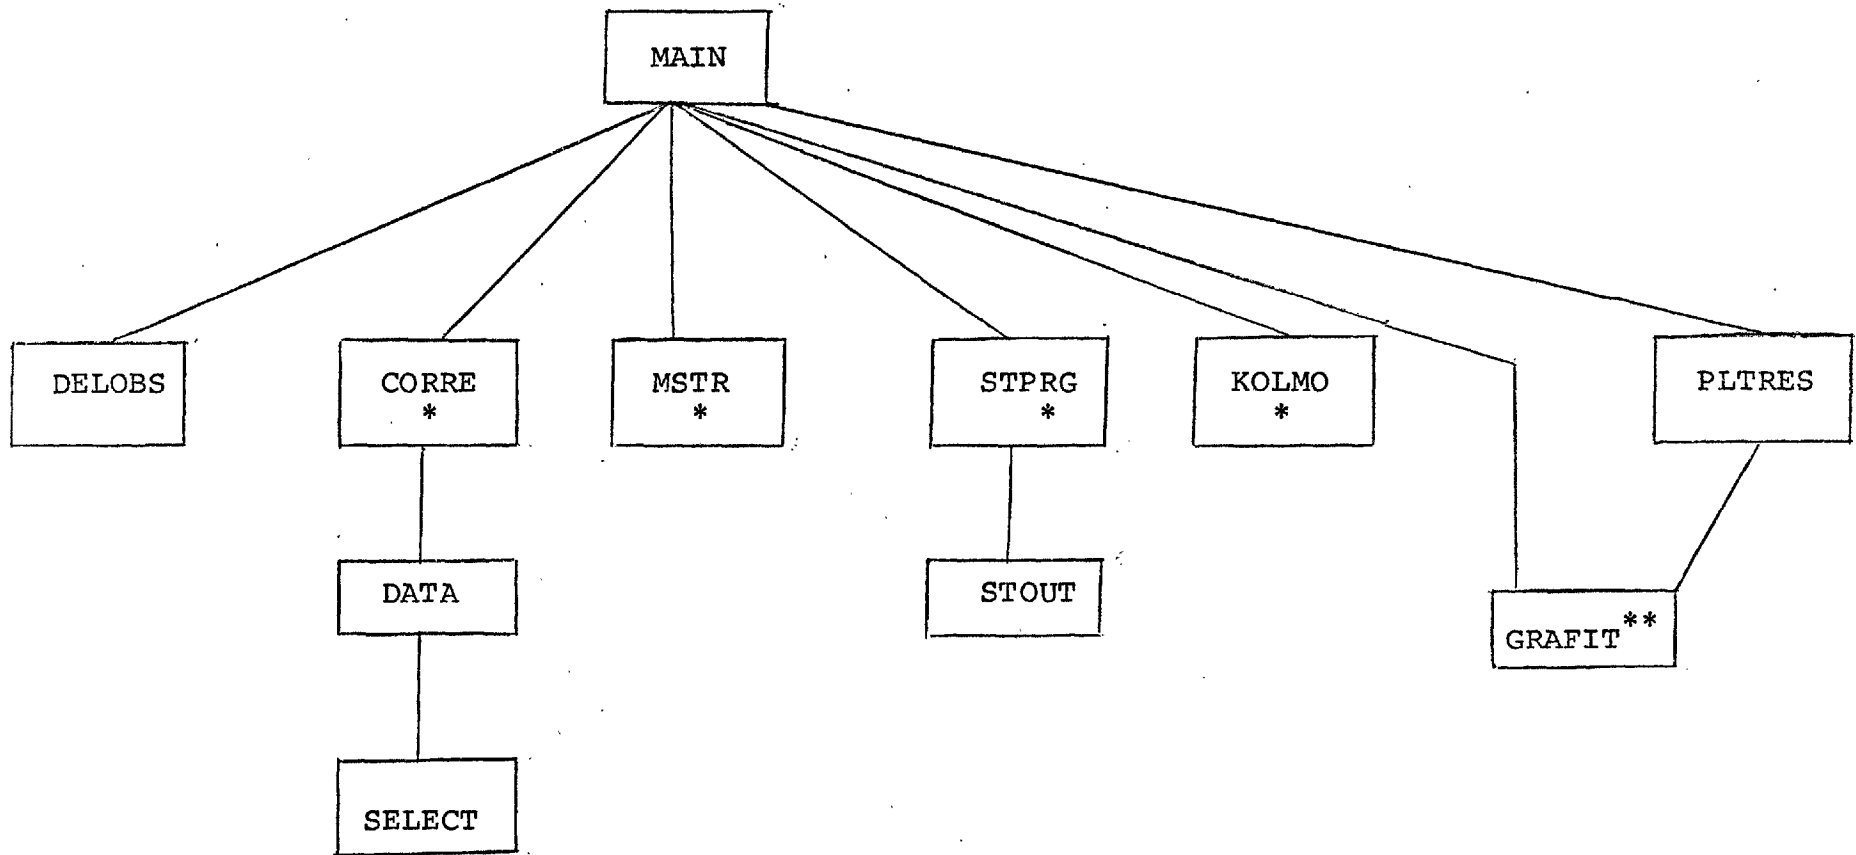 MAIN
DELOBS
CORRE
*
MSTR
*
STPRG
*
KOLMO
*
PLTRES
DATA
STOUT
GRAFIT**
SELECT